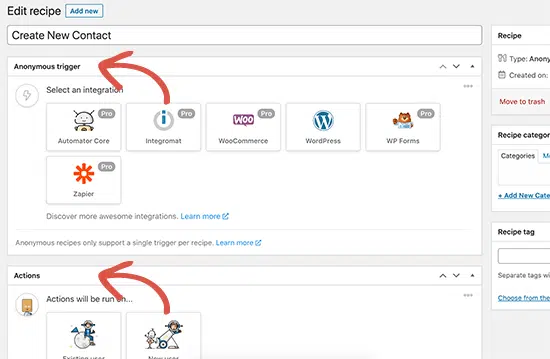 Edit recipe Add new
Create New Contact
Anonymous trigger
Select an integration
Pro
Automator Core
Pro
Integromat
WOO
Pro
WooCommerce
WordPress
Pro
WP Forms
Pro
Zapier
Discover more awesome integrations. Learn more
Anonymous recipes only support a single trigger per recipe. Learn more
Actions
Actions will be run on...
Existing user
New user
Recipe
Type: Anony
Created on:
Move to trash
Recipe categor
Categories
+ Add New Cate
Recipe tag
Separate tags wi
Choose from the